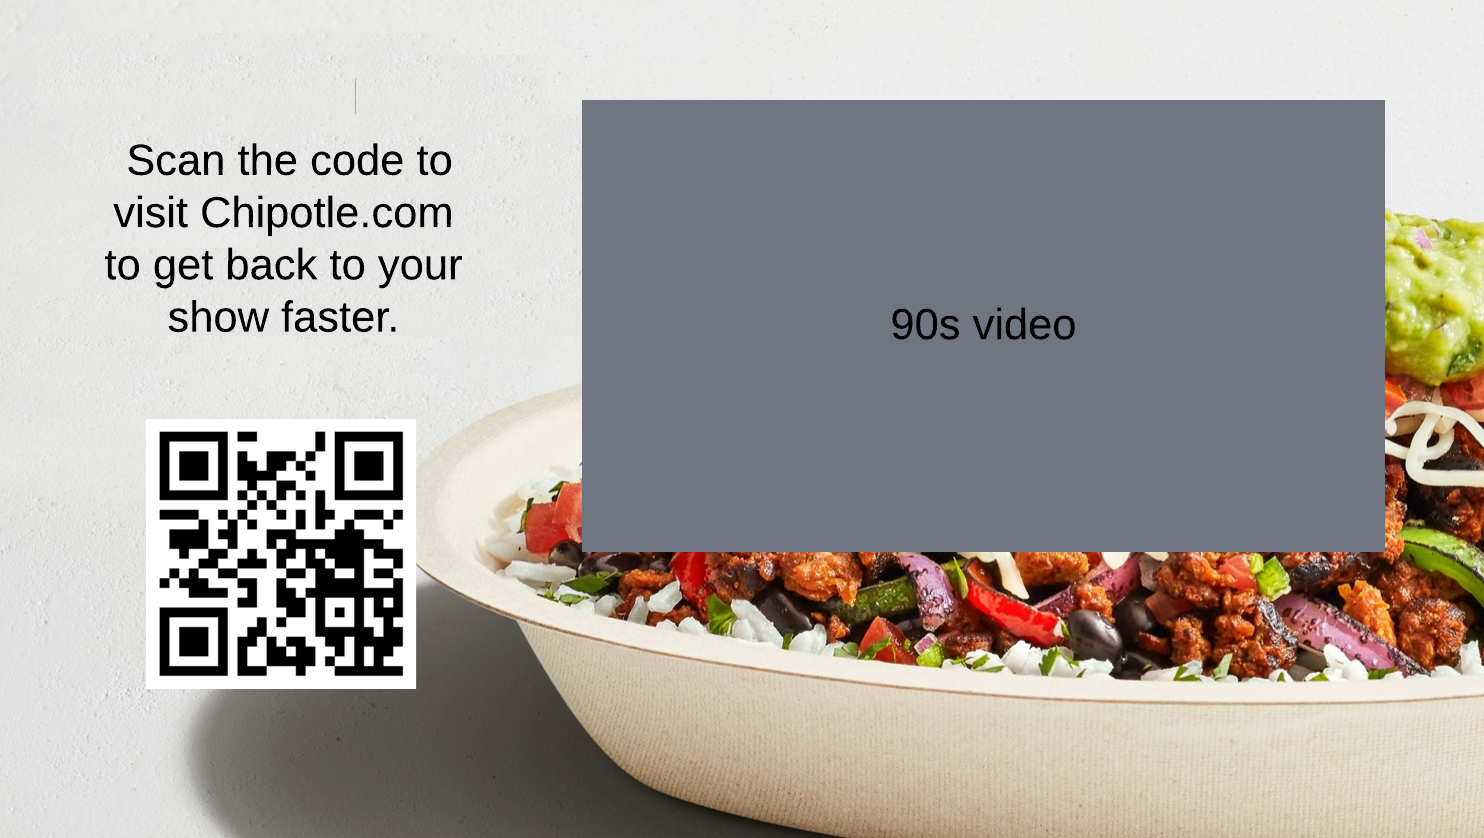 Scan the code to
visit Chipotle.com
to get back to your
show faster.
90s video